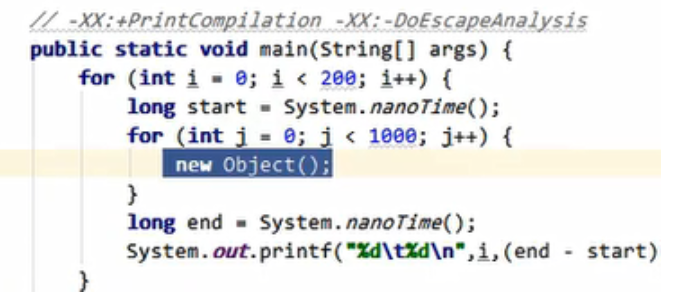 // -XX:+PrintCompilation -XX:-DoEscapeAnalysis
public static void main(String[] args) {
for (int i = 0; i < 200; i++) {
long start = System.nanoTime();
for (int j = 0; j < 1000; j++) {
new Object();
}
long end = System.nanoTime();
System.out.printf("%d\t%d\n",i,(end - start)
}